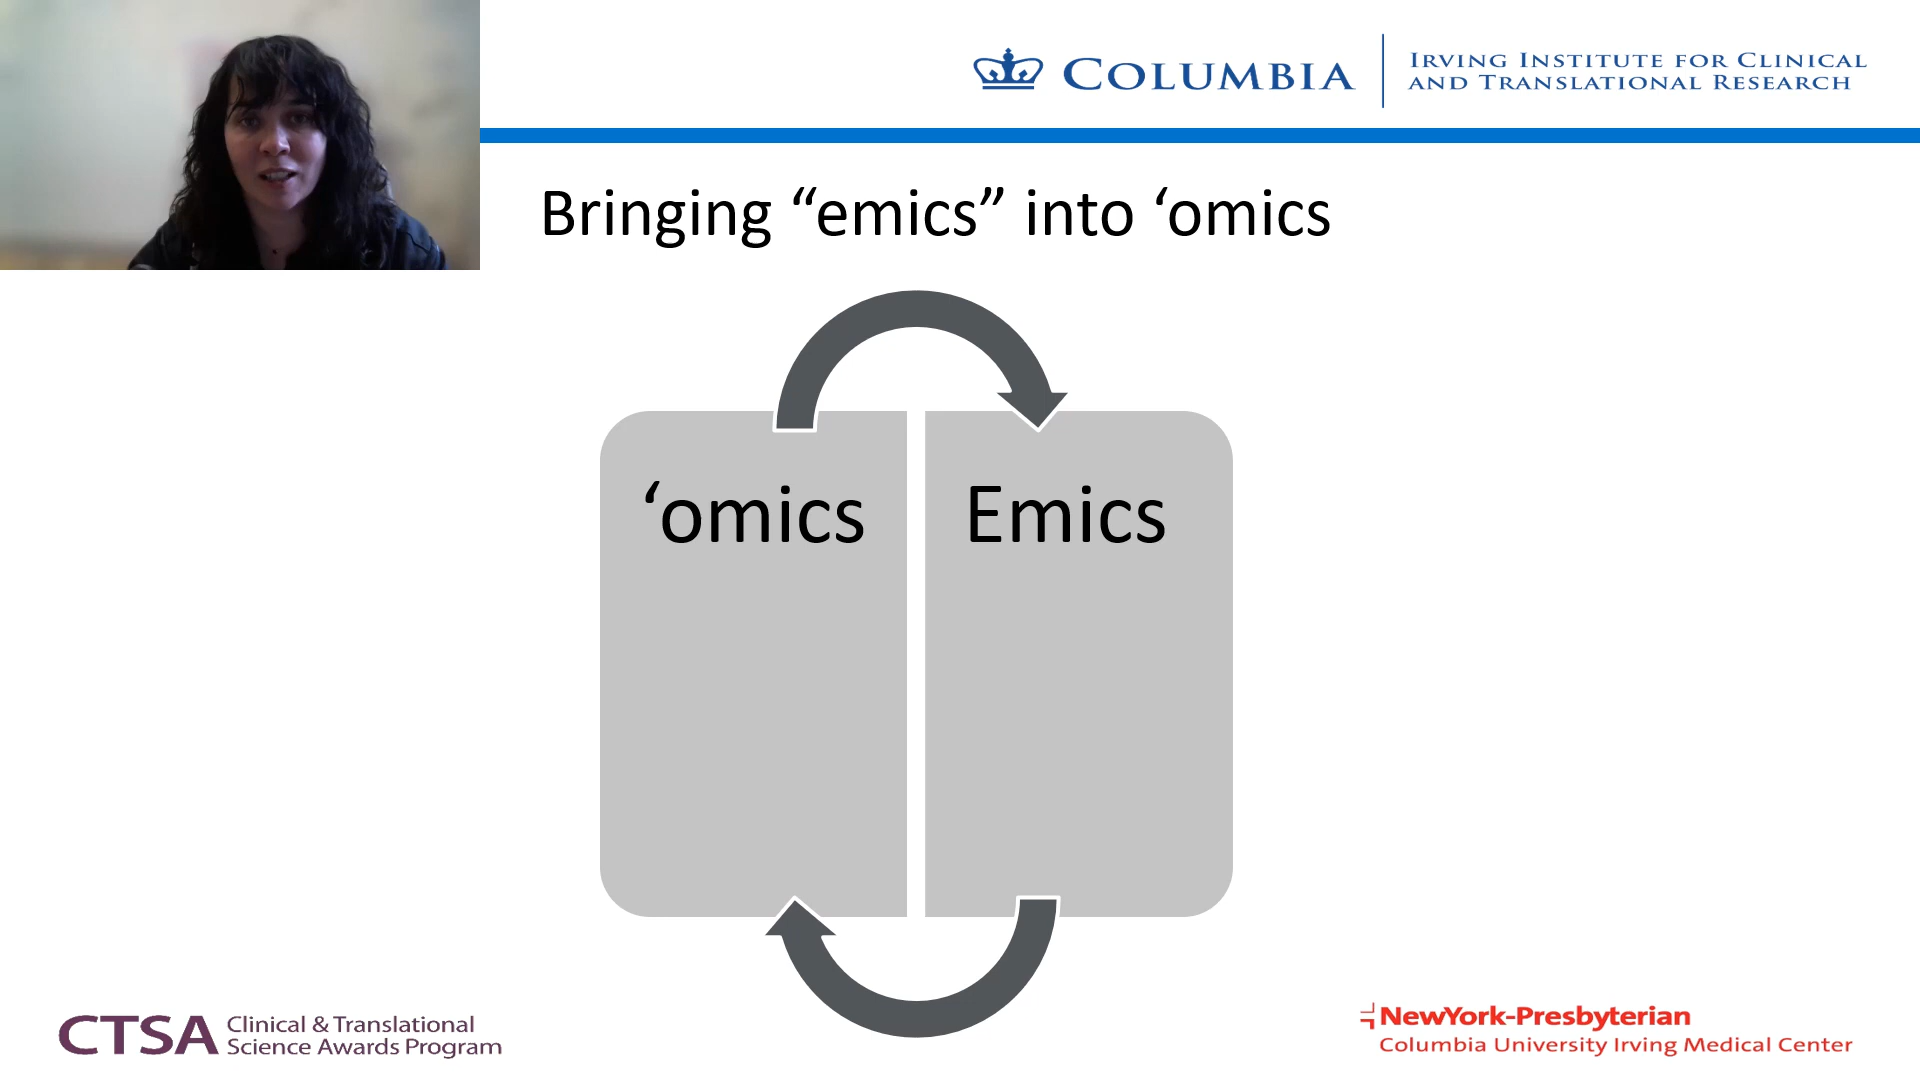 COLUMBIA
IRVING INSTITUTE FOR CLINICAL
AND TRANSLATIONAL RESEARCH
Bringing “emics” into ‘omics
‘omics
Emics
CTSA
Clinical & Translational
Science Awards Program
NewYork-Presbyterian
Columbia University Irving Medical Center